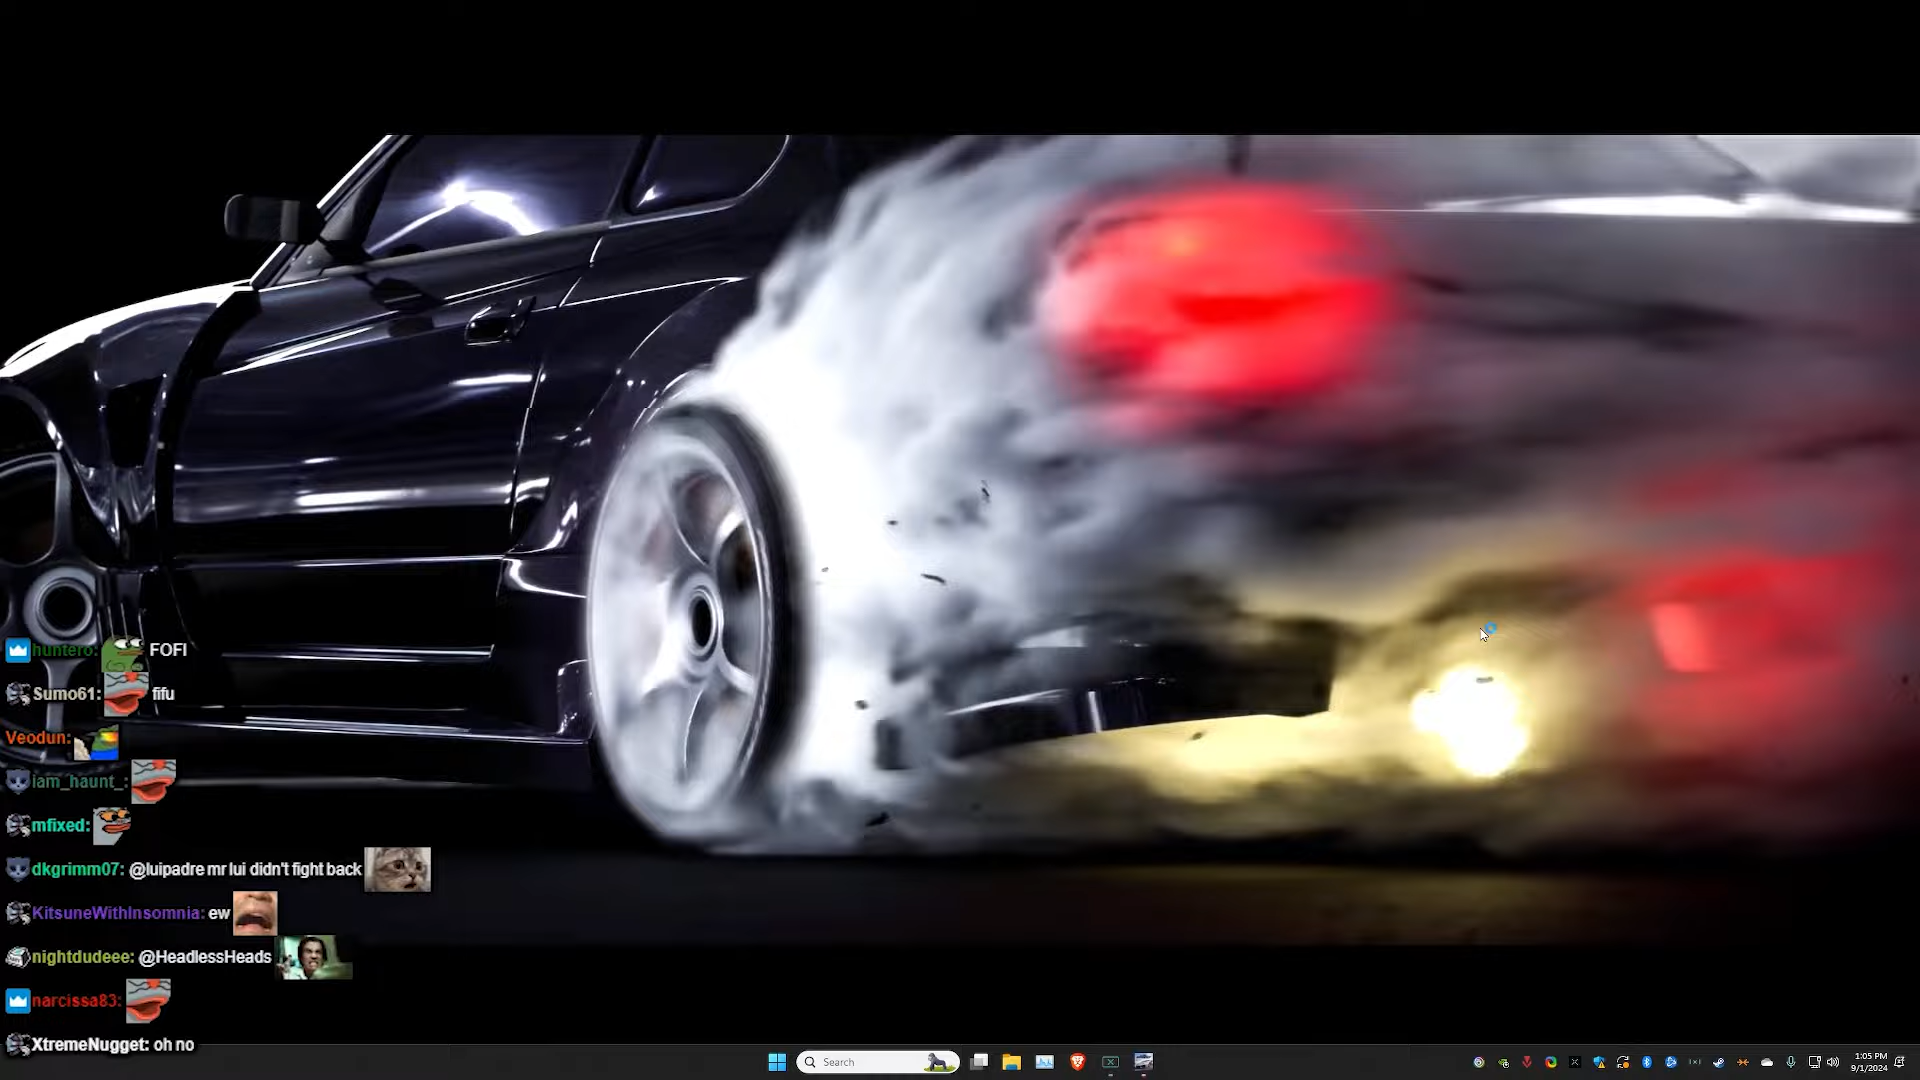 huntero: FOFI
Sumo61: fifu
Veodun:
iam_haunt_:
mfixed:
dkgrimm07: @luipadre mr lui didn't fight back
KitsuneWithInsomnia: ew
nightdudeee: @HeadlessHeads
narcissa83:
XtremeNugget: oh no
Search
1:05 PM
9/1/2024